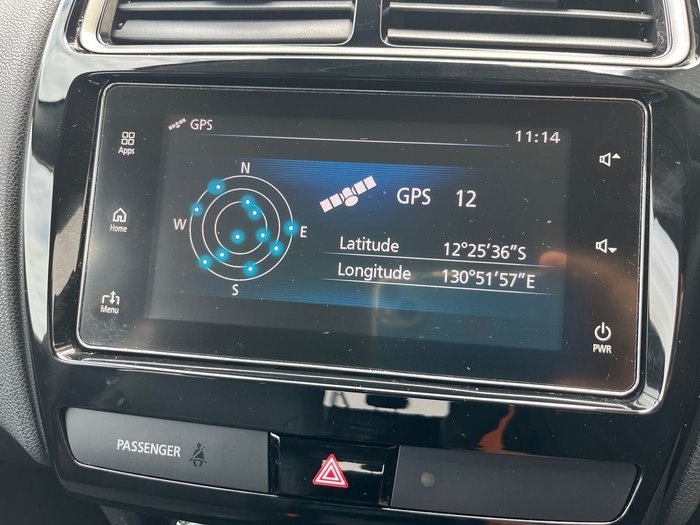 GPS
11:14
Apps
N
GPS 12
W
E
Latitude 12°25’36”S
Home
Longitude 130°51’57”E
S
Menu
PWR
PASSENGER